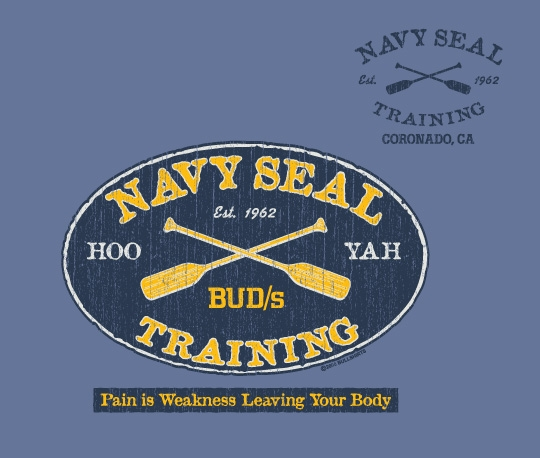 NAVY SEAL
Est. 1962
TRAINING
CORONADO, CA
NAVY SEAL
Est. 1962
HOO YAH
BUD/s
TRAINING
Pain is Weakness Leaving Your Body